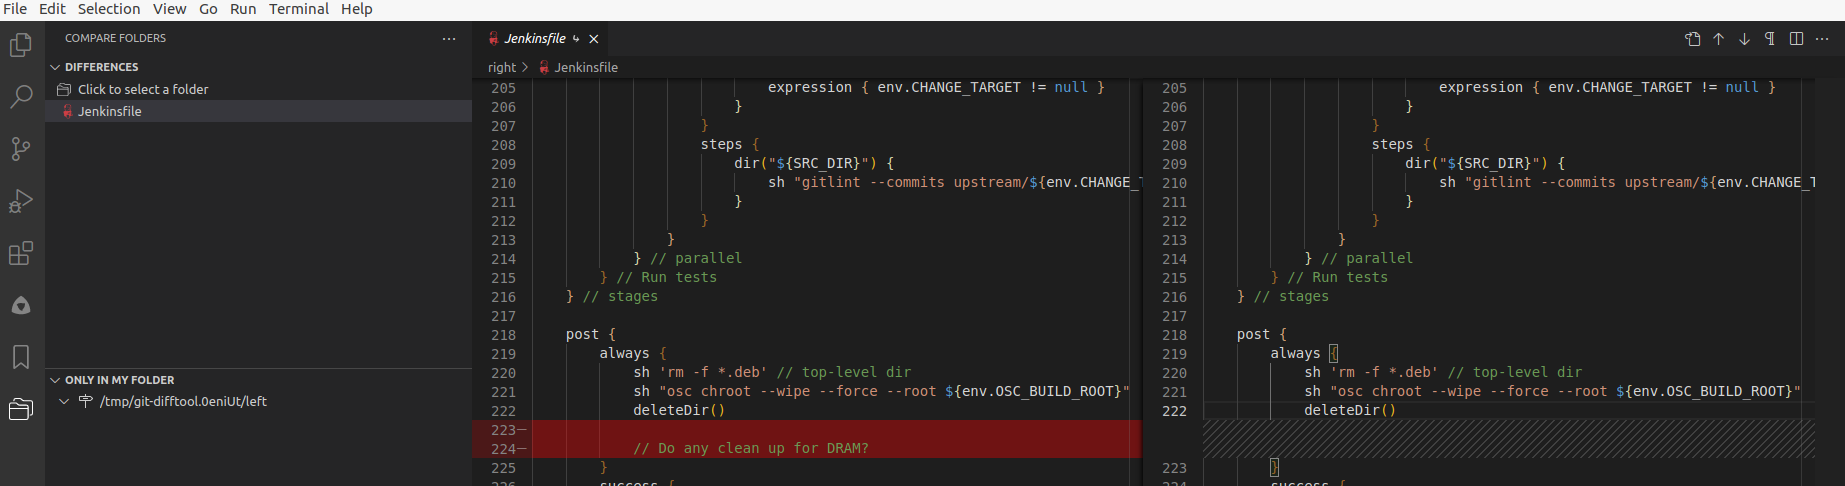 File Edit Selection View Go Run Terminal Help
COMPARE FOLDERS
DIFFERENCES
Click to select a folder
Jenkinsfile
ONLY IN MY FOLDER
/tmp/git-difftool.0eniUt/left
Jenkinsfile
right > Jenkinsfile
205 expression { env.CHANGE_TARGET != null }
206 }
207 }
208 steps {
209 dir("${SRC_DIR}") {
210 sh "gitlint --commits upstream/${env.CHANGE_T
211 }
212 }
213 }
214 } // parallel
215 } // Run tests
216 } // stages
217
218 post {
219 always {
220 sh 'rm -f *.deb' // top-level dir
221 sh "osc chroot --wipe --force --root ${env.OSC_BUILD_ROOT}"
222 deleteDir()
223—
224— // Do any clean up for DRAM?
225 }
226 success {
205 expression { env.CHANGE_TARGET != null }
206 }
207 }
208 steps {
209 dir("${SRC_DIR}") {
210 sh "gitlint --commits upstream/${env.CHANGE_T
211 }
212 }
213 }
214 } // parallel
215 } // Run tests
216 } // stages
217
218 post {
219 always {
220 sh 'rm -f *.deb' // top-level dir
221 sh "osc chroot --wipe --force --root ${env.OSC_BUILD_ROOT}"
222 deleteDir()
223 }
224 success {